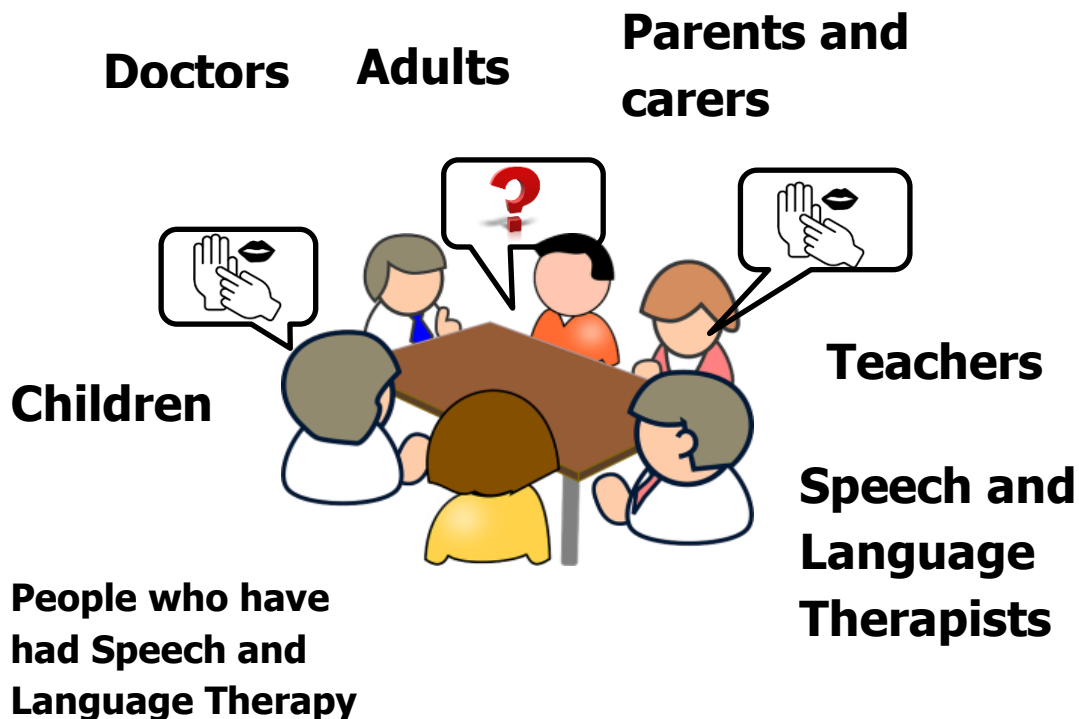 Doctors
Adults
Parents and
carers
?
Children
Teachers
Speech and
Language
Therapists
People who have
had Speech and
Language Therapy